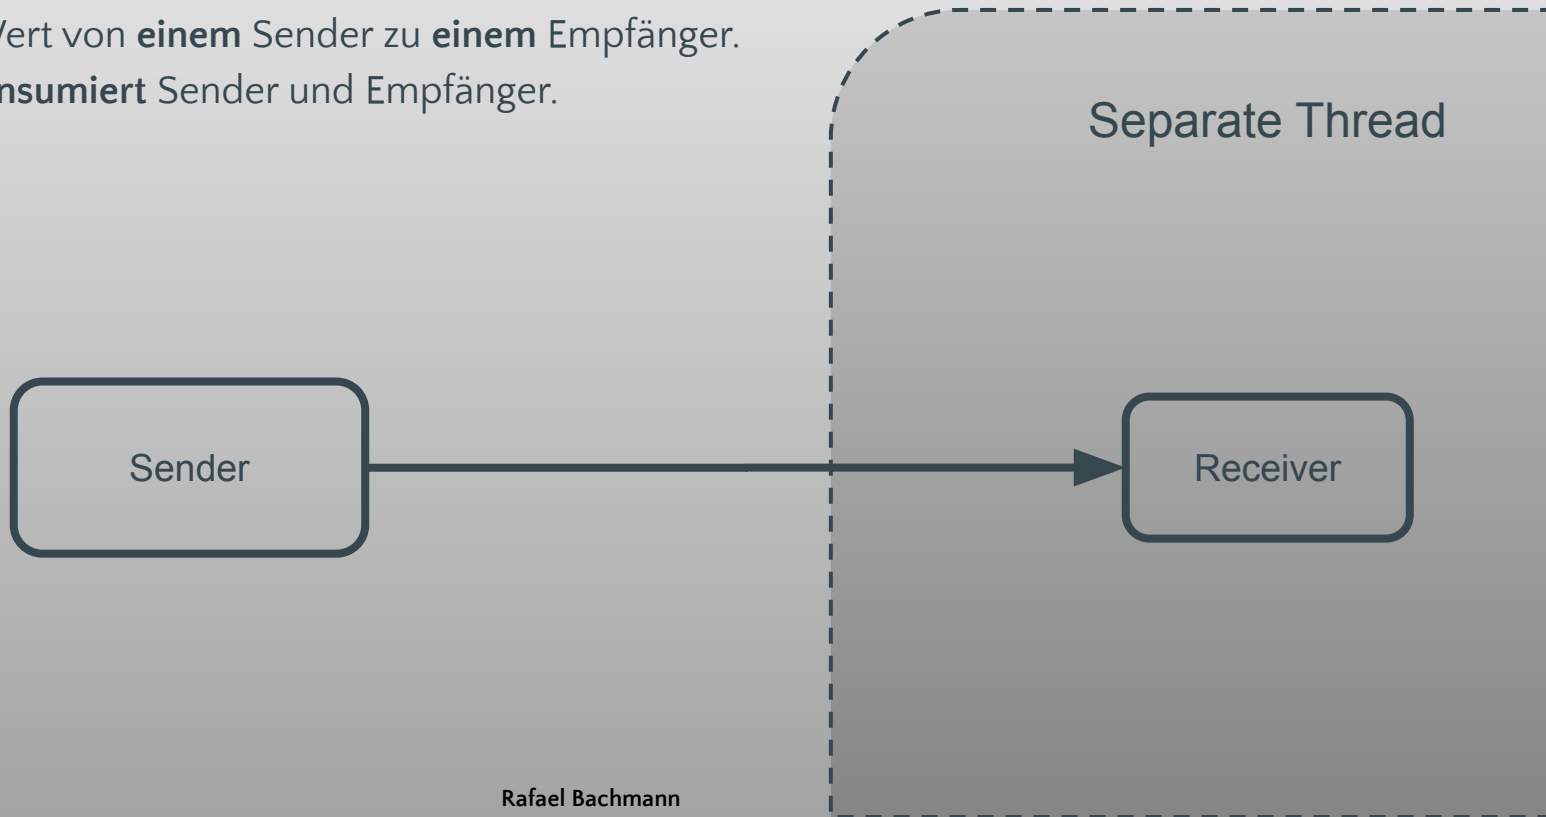 Wert von einem Sender zu einem Empfänger.
nsumiert Sender und Empfänger.
Separate Thread
Sender
Receiver
Rafael Bachmann